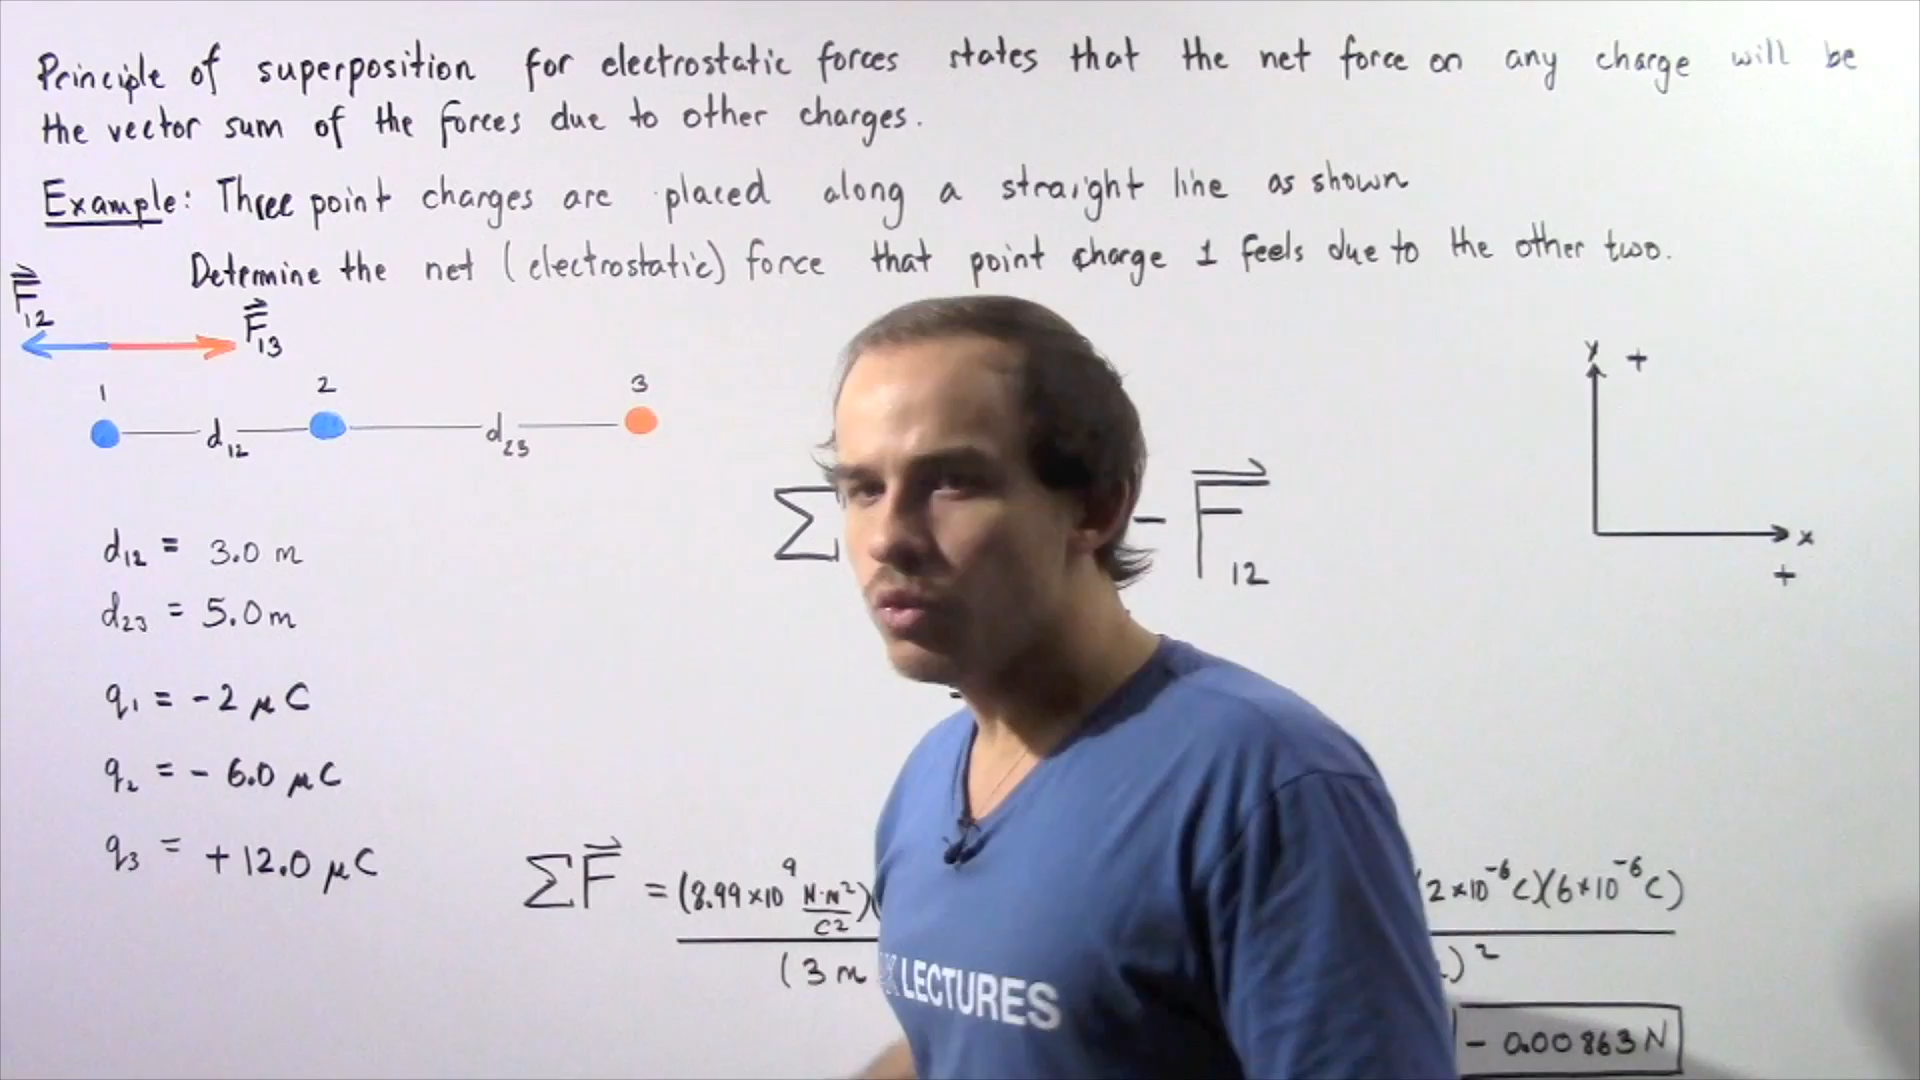 Principle of superposition for electrostatic forces states that the net force on any charge will be
the vector sum of the forces due to other charges.
Example: Three point charges are placed along a straight line as shown
Determine the net (electrostatic) force that point charge 1 feels due to the other two.
F12
F13
1 2 3
d12 d23
y +
x
+
Σ - F12
d12 = 3.0 m
d23 = 5.0 m
q1 = -2 μC
q2 = - 6.0 μC
q3 = + 12.0 μC
ΣF = (8.99×10^9 N·M²/C²)( 2×10^-6 C)(6×10^-6 C)
(3 m )²
LECTURES
- 0.00863 N